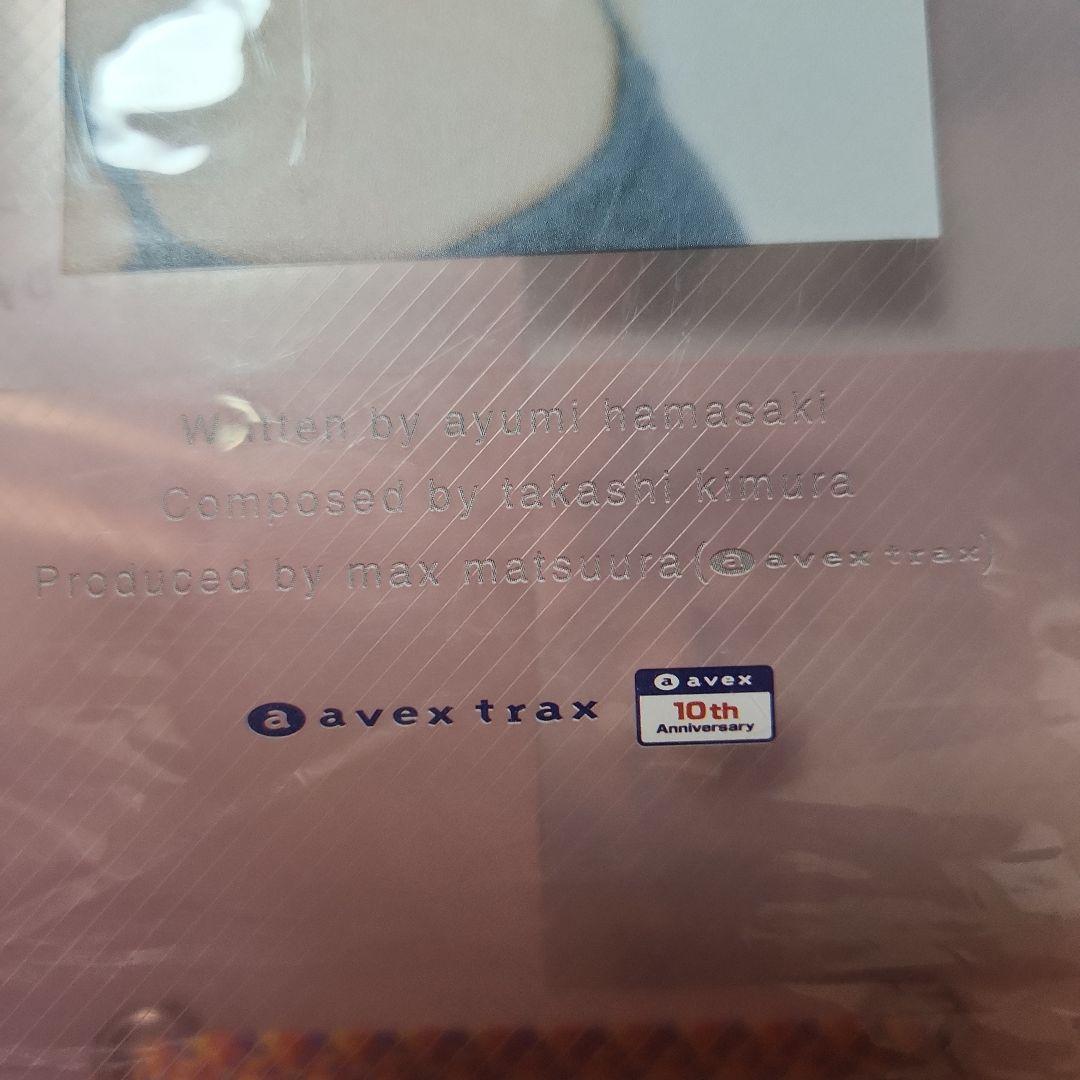 Written by ayumi hamasaki
Composed by takashi kimura
Produced by max matsuura (a avex trax)
a avex trax
a avex
10th
Anniversary